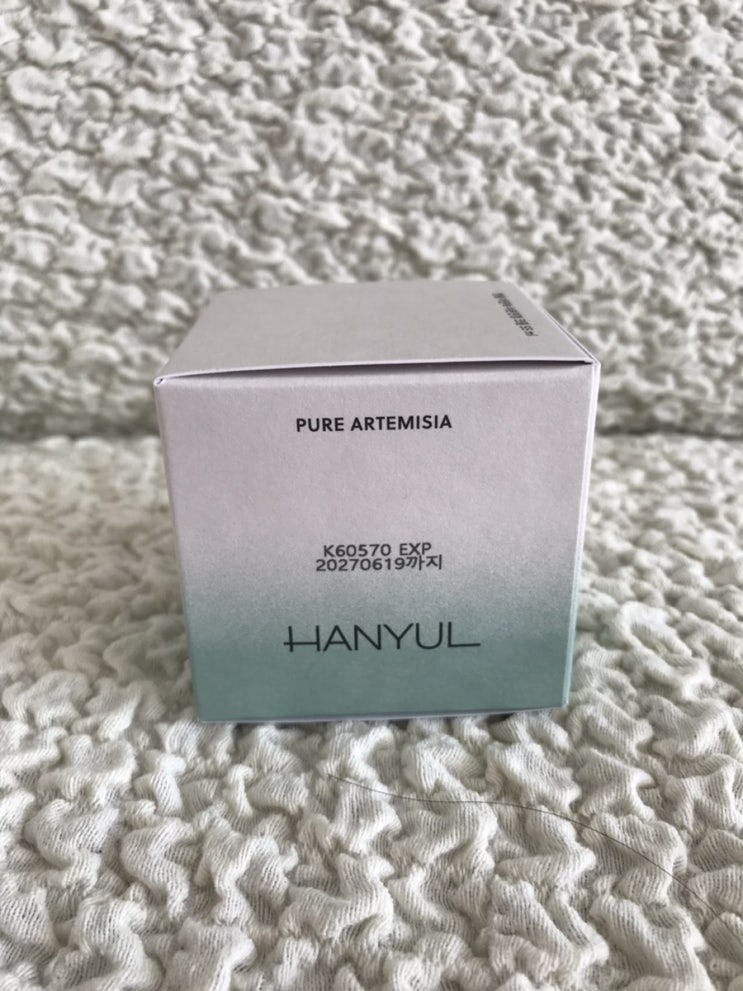 PURE ARTEMISIA
K60570 EXP
20270619까지
HANYUL